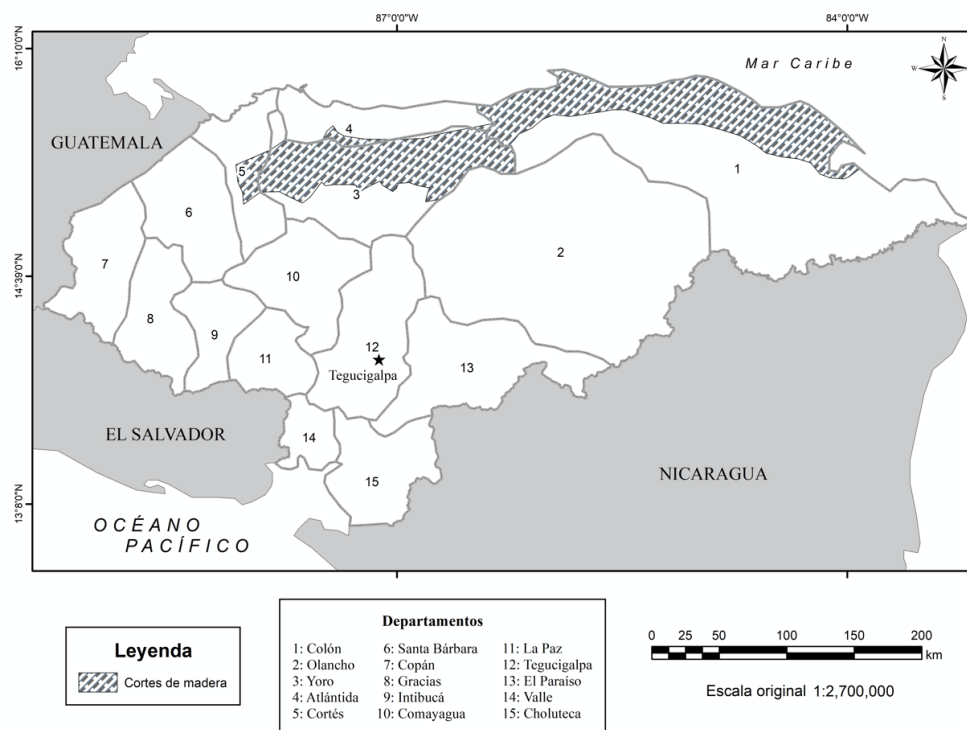 87°0'0"W
84°0'0"W
16°10'0"N
Mar Caribe
N
W
E
S
GUATEMALA
4
5
1
3
6
2
7
14°39'0"N
10
8
9
12
11
13
Tegucigalpa
EL SALVADOR
14
NICARAGUA
15
13°8'0"N
OCÉANO
PACÍFICO
Leyenda
Cortes de madera
Departamentos
1: Colón
2: Olancho
3: Yoro
4: Atlántida
5: Cortés
6: Santa Bárbara
7: Copán
8: Gracias
9: Intibucá
10: Comayagua
11: La Paz
12: Tegucigalpa
13: El Paraíso
14: Valle
15: Choluteca
0 25 50 100 150 200
km
Escala original 1:2,700,000